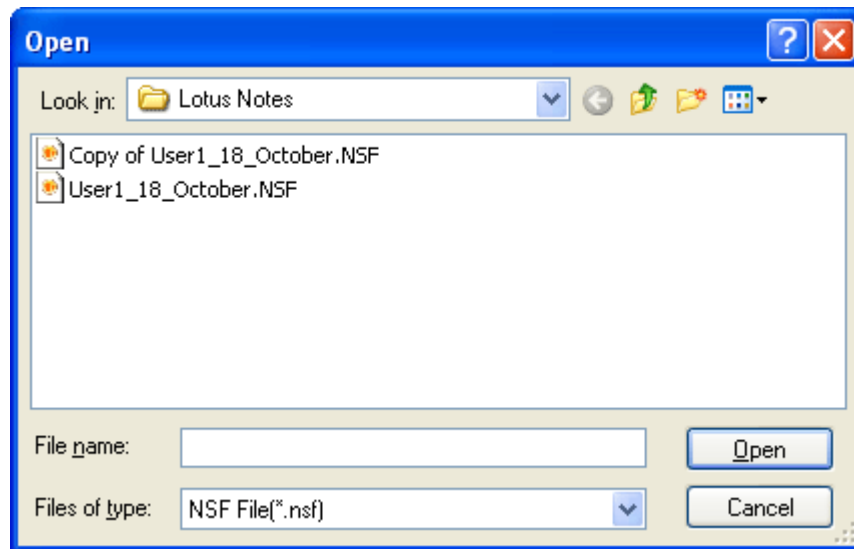 Open
Look in: Lotus Notes
Copy of User1_18_October.NSF
User1_18_October.NSF
File name: Open
Files of type: NSF File(*.nsf) Cancel